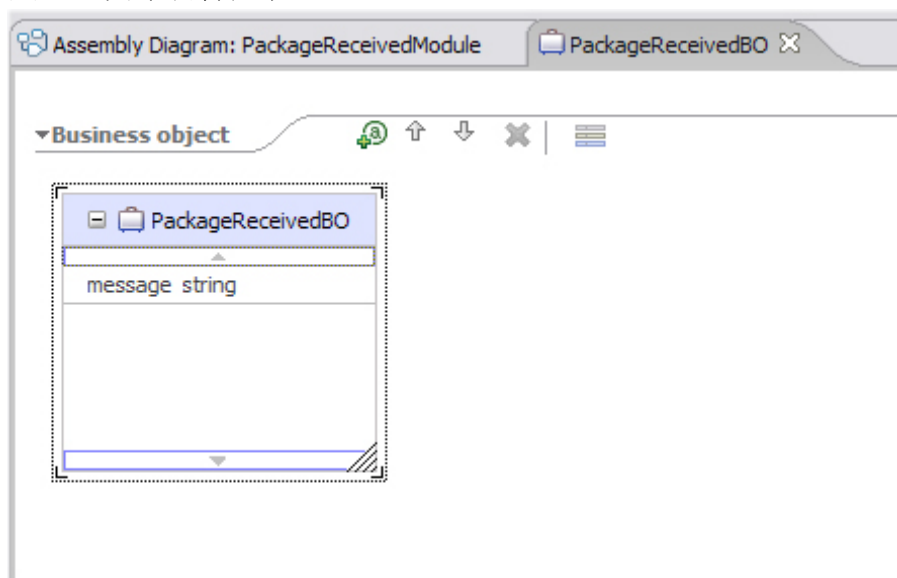 Assembly Diagram: PackageReceivedModule PackageReceivedBO
Business object
PackageReceivedBO
message string